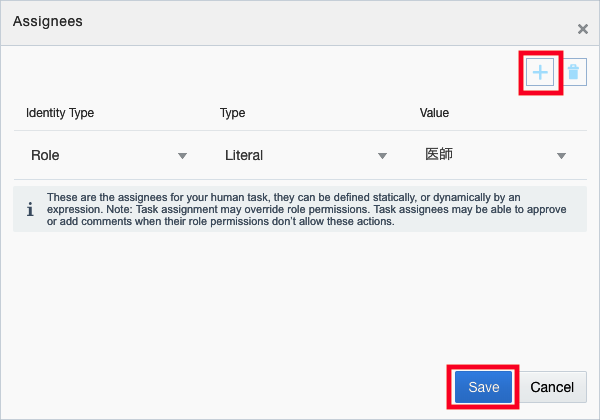 Assignees
Identity Type Type Value
Role Literal 医師
These are the assignees for your human task, they can be defined statically, or dynamically by an
expression. Note: Task assignment may override role permissions. Task assignees may be able to approve
or add comments when their role permissions don't allow these actions.
Save Cancel